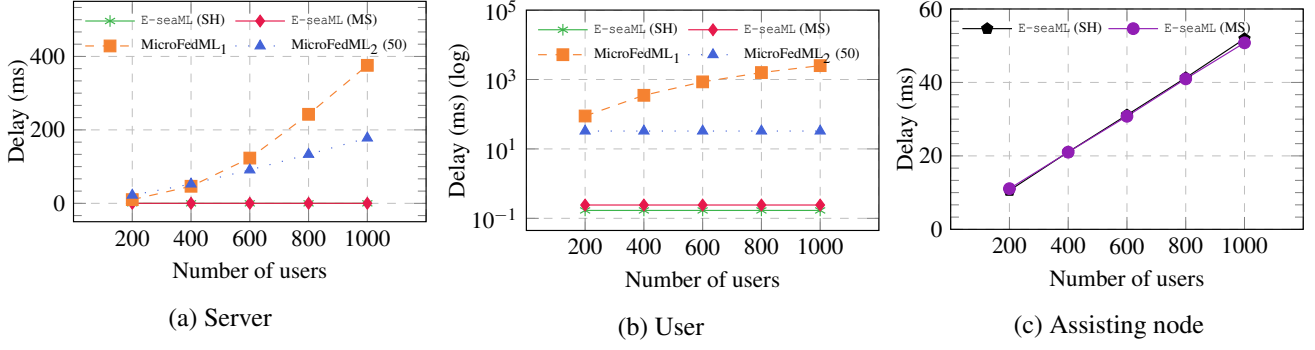 E-seaML (SH) E-seaML (MS)
MicroFedML1 MicroFedML2 (50)
400
200
0
Delay (ms)
200 400 600 800 1000
Number of users
(a) Server
E-seaML (SH) E-seaML (MS)
MicroFedML1 MicroFedML2 (50)
10^5
10^3
10^1
10^−1
Delay (ms) (log)
200 400 600 800 1000
Number of users
(b) User
E-seaML (SH) E-seaML (MS)
60
40
20
0
Delay (ms)
200 400 600 800 1000
Number of users
(c) Assisting node